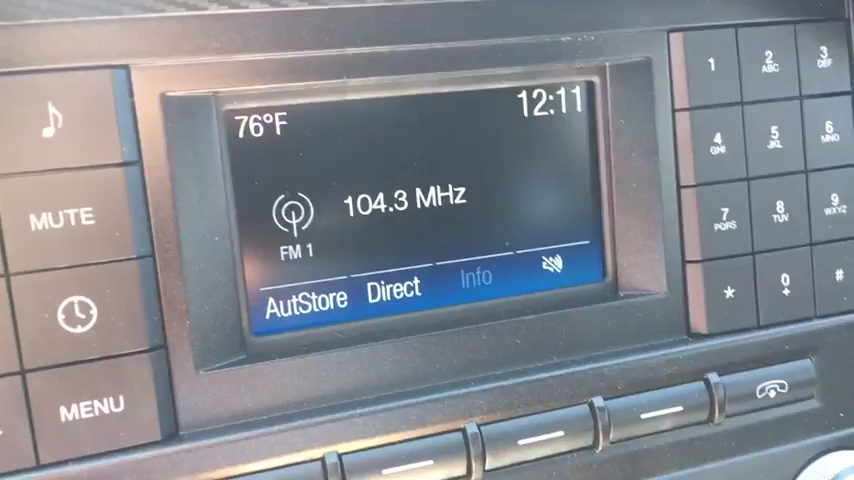 76°F
12:11
104.3 MHz
FM 1
AutStore Direct Info
MUTE
MENU
1
2 ABC
3 DEF
4 GHI
5 JKL
6 MNO
7 PQRS
8 TUV
9 WXYZ
*
0 +
#